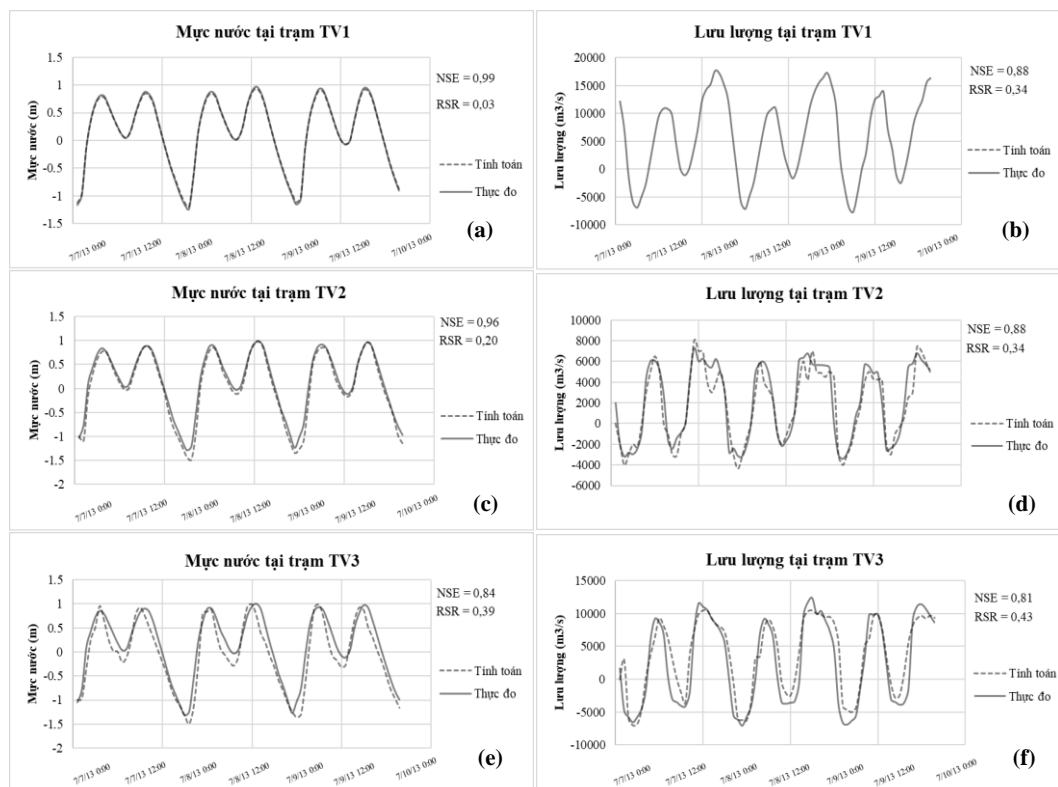 Mực nước tại trạm TV1
Mực nước (m)
1.5
1
0.5
0
-0.5
-1
-1.5
7/7/13 0:00
7/7/13 12:00
7/8/13 0:00
7/8/13 12:00
7/9/13 0:00
7/9/13 12:00
7/10/13 0:00
NSE = 0,99
RSR = 0,03
Tính toán
Thực đo
(a)
Lưu lượng tại trạm TV1
Lưu lượng (m3/s)
20000
15000
10000
5000
0
-5000
-10000
7/7/13 0:00
7/7/13 12:00
7/8/13 0:00
7/8/13 12:00
7/9/13 0:00
7/9/13 12:00
7/10/13 0:00
NSE = 0,88
RSR = 0,34
Tính toán
Thực đo
(b)
Mực nước tại trạm TV2
Mực nước (m)
1.5
1
0.5
0
-0.5
-1
-1.5
-2
7/7/13 0:00
7/7/13 12:00
7/8/13 0:00
7/8/13 12:00
7/9/13 0:00
7/9/13 12:00
7/10/13 0:00
NSE = 0,96
RSR = 0,20
Tính toán
Thực đo
(c)
Lưu lượng tại trạm TV2
Lưu lượng (m3/s)
10000
8000
6000
4000
2000
0
-2000
-4000
-6000
7/7/13 0:00
7/7/13 12:00
7/8/13 0:00
7/8/13 12:00
7/9/13 0:00
7/9/13 12:00
7/10/13 0:00
NSE = 0,88
RSR = 0,34
Tính toán
Thực đo
(d)
Mực nước tại trạm TV3
Mực nước (m)
1.5
1
0.5
0
-0.5
-1
-1.5
-2
7/7/13 0:00
7/7/13 12:00
7/8/13 0:00
7/8/13 12:00
7/9/13 0:00
7/9/13 12:00
7/10/13 0:00
NSE = 0,84
RSR = 0,39
Tính toán
Thực đo
(e)
Lưu lượng tại trạm TV3
Lưu lượng (m3/s)
15000
10000
5000
0
-5000
-10000
7/7/13 0:00
7/7/13 12:00
7/8/13 0:00
7/8/13 12:00
7/9/13 0:00
7/9/13 12:00
7/10/13 0:00
NSE = 0,81
RSR = 0,43
Tính toán
Thực đo
(f)